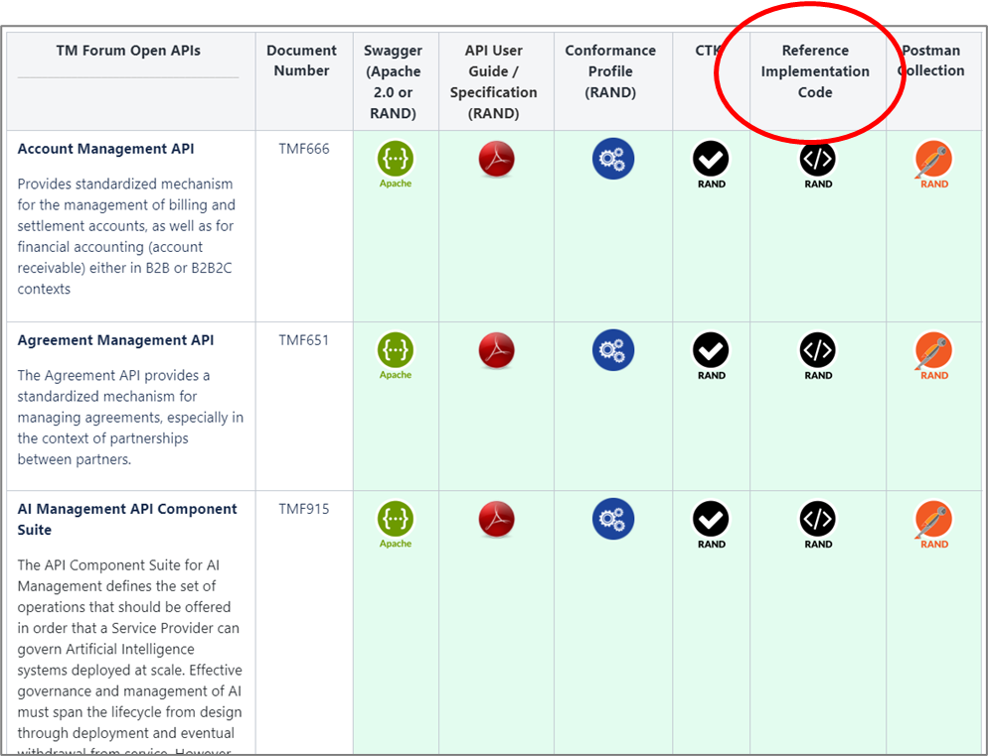 TM Forum Open APIs
Document
Number
Swagger
(Apache
2.0 or
RAND)
API User
Guide /
Specification
(RAND)
Conformance
Profile
(RAND)
CTK
Reference
Implementation
Code
Postman
Collection
Account Management API
Provides standardized mechanism
for the management of billing and
settlement accounts, as well as for
financial accounting (account
receivable) either in B2B or B2B2C
contexts
TMF666
Apache
RAND
RAND
RAND
Agreement Management API
The Agreement API provides a
standardized mechanism for
managing agreements, especially in
the context of partnerships
between partners.
TMF651
Apache
RAND
RAND
RAND
AI Management API Component
Suite
The API Component Suite for AI
Management defines the set of
operations that should be offered
in order that a Service Provider can
govern Artificial Intelligence
systems deployed at scale. Effective
governance and management of AI
must span the lifecycle from design
through deployment and eventual
withdrawal from service. However
TMF915
Apache
RAND
RAND
RAND